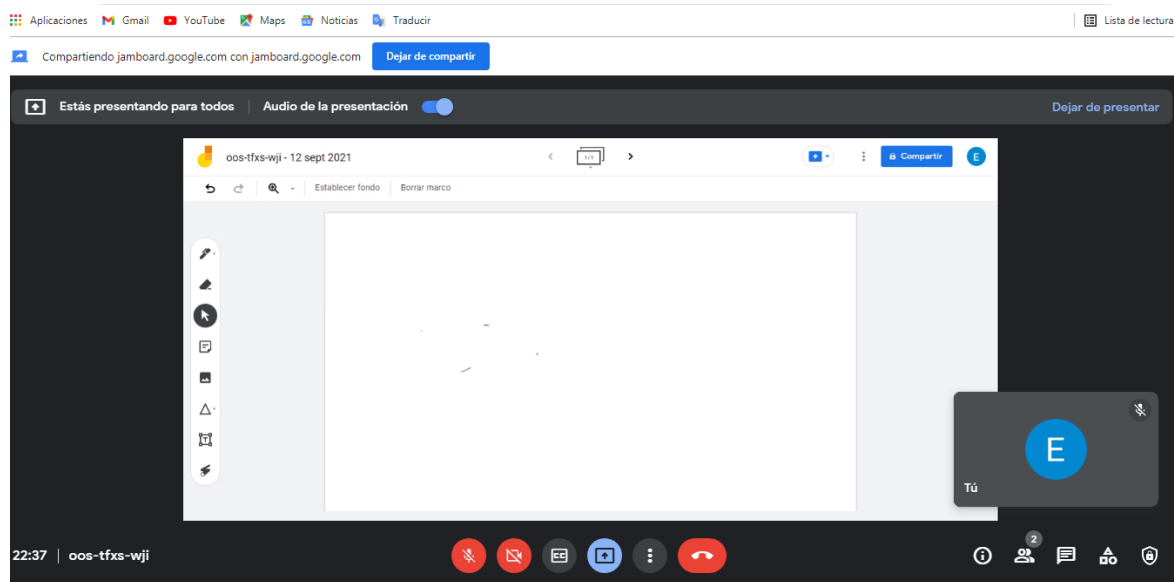 Aplicaciones Gmail YouTube Maps Noticias Traducir Lista de lectura
Compartiendo jamboard.google.com con jamboard.google.com Dejar de compartir
Estás presentando para todos Audio de la presentación Dejar de presentar
oos-tfxs-wji - 12 sept 2021 1/1 Compartir E
Establecer fondo Borrar marco
E
Tú
22:37 | oos-tfxs-wji CC 2